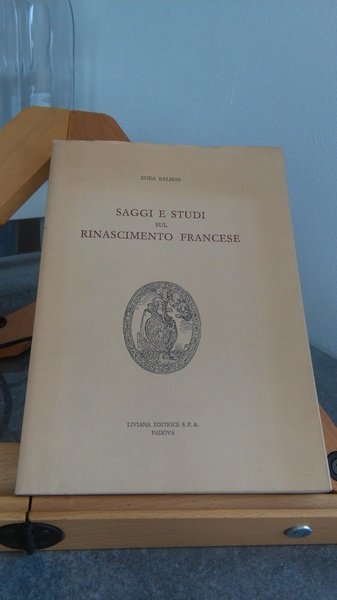 ENEA BALMAS
SAGGI E STUDI
SUL
RINASCIMENTO FRANCESE
LIVIANA EDITRICE S.P.A.
PADOVA